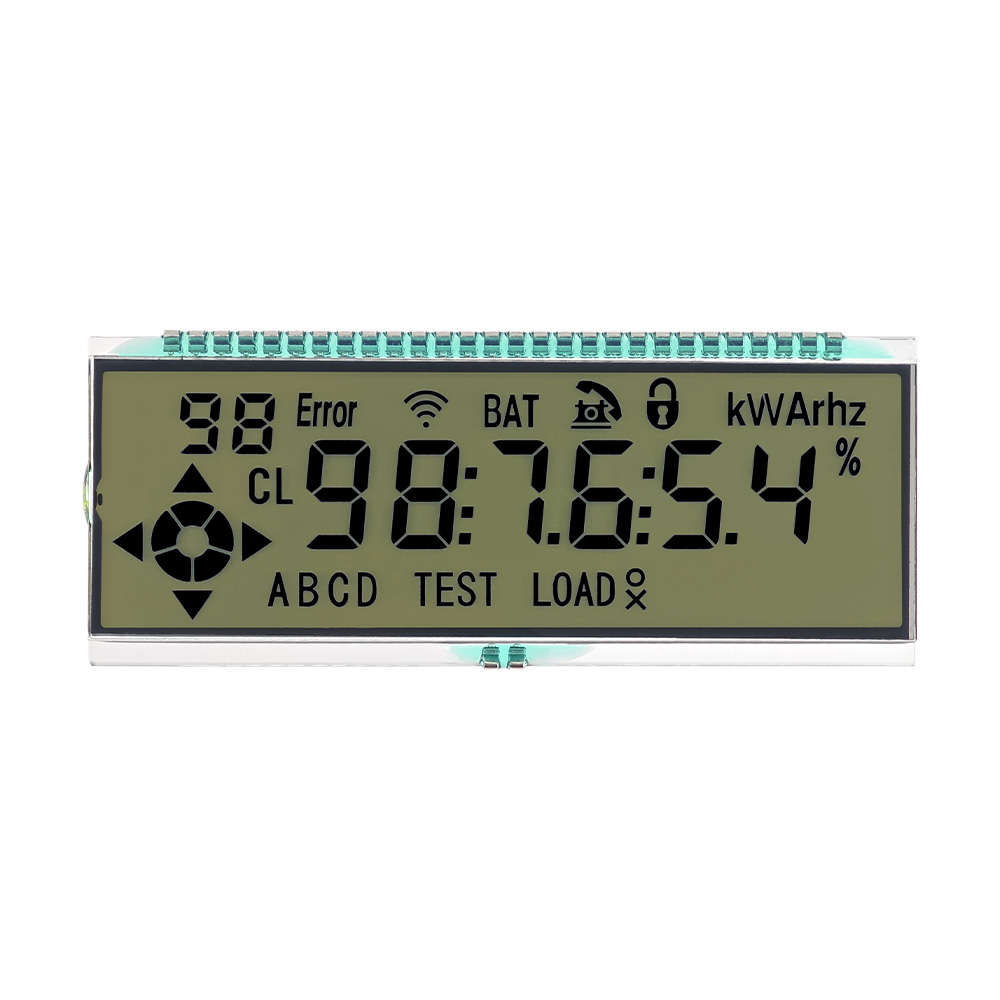 98 Error BAT kWArhz
CL 98:7.6:5.4 %
ABCD TEST LOAD